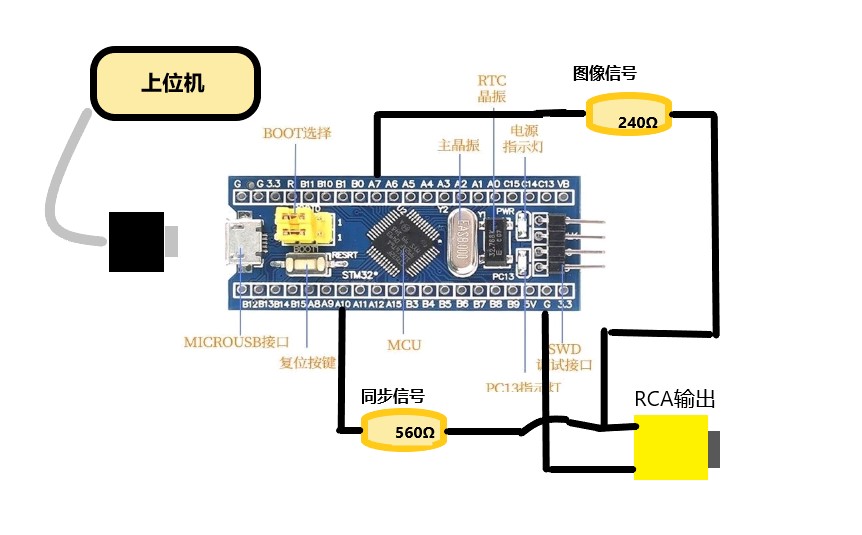 上位机
图像信号
240Ω
RTC
晶振
电源
指示灯
BOOT选择
主晶振
G G 3.3 R B11 B10 B1 B0 A7 A6 A5 A4 A3 A2 A1 A0 C15 C14 C13 VB
Y2
PWR
1
1
BOOT
RESRT
STM32*
PC13
B12 B13 B14 B15 A8 A9 A10 A11 A12 A15 B3 B4 B5 B6 B7 B8 B9 5V G 3.3
MICROUSB接口
复位按键
MCU
SWD
调试接口
PC13指示灯
同步信号
560Ω
RCA输出